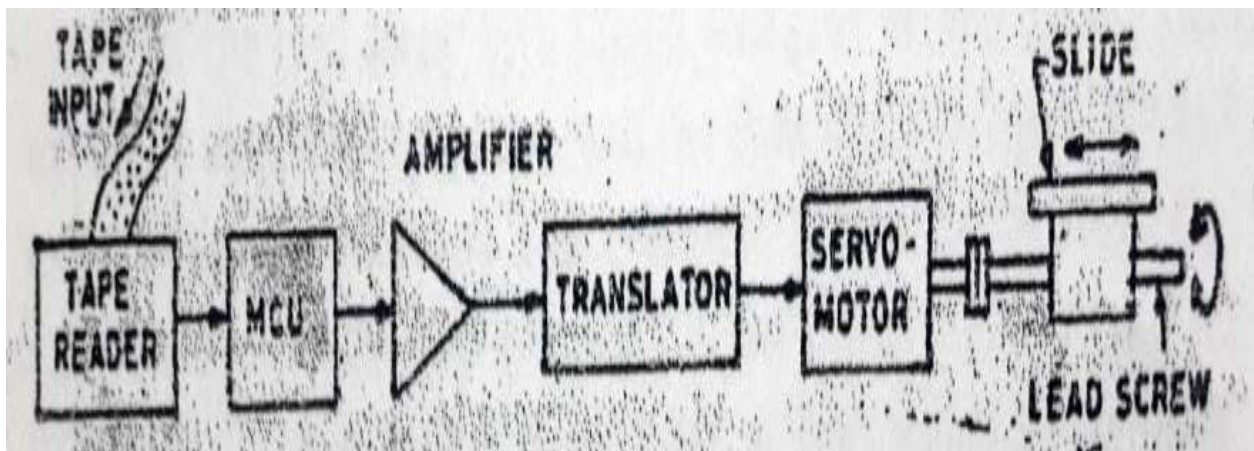 TAPE
INPUT
SLIDE
AMPLIFIER
TAPE
READER
MCU
TRANSLATOR
SERVO-
MOTOR
LEAD SCREW